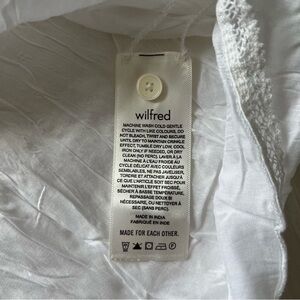 wilfred
MACHINE WASH COLD GENTLE
CYCLE WITH LIKE COLOURS, DO
NOT BLEACH, TWIST AND SECURE
UNTIL DRY TO MAINTAIN CRINKLE
EFFECT, TUMBLE DRY LOW, COOL
IRON ONLY IF NEEDED, OR DRY
CLEAN (NO PERC). LAVER À LA
MACHINE À L'EAU FROIDE AU
CYCLE DÉLICAT AVEC COULEURS
SEMBLABLES, NE PAS JAVELISER,
TORDRE ET ATTACHER JUSQU'À
CE QUE L'ARTICLE SOIT SEC POUR
MAINTENIR L'EFFET FROISSÉ,
SÉCHER À BASSE TEMPÉRATURE,
REPASSAGE DOUX SI
NÉCESSAIRE, OU NETTOYER À
SEC (SANS PERC).
MADE IN INDIA
FABRIQUÉ EN INDE
MADE FOR EACH OTHER.